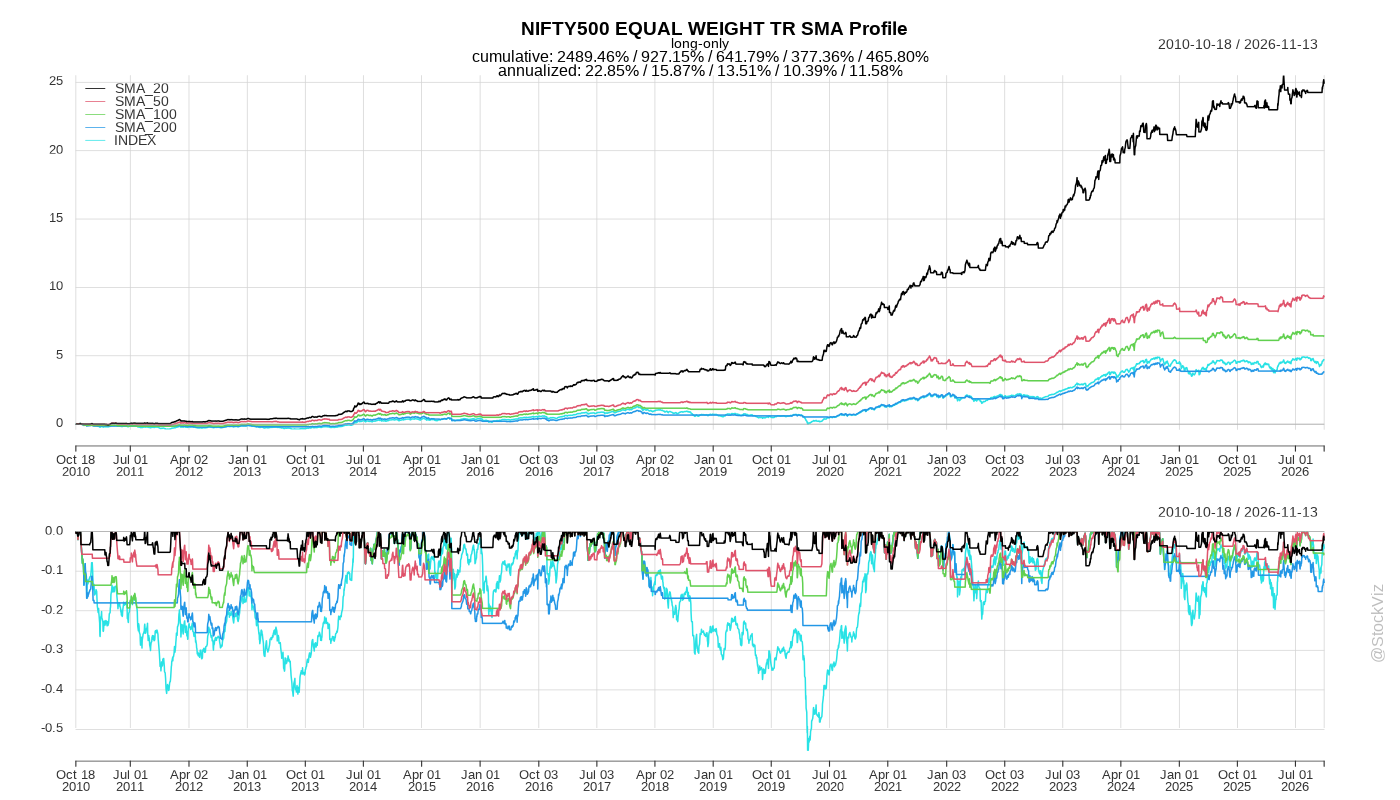 NIFTY500 EQUAL WEIGHT TR SMA Profile
long-only
cumulative: 2489.46% / 927.15% / 641.79% / 377.36% / 465.80%
annualized: 22.85% / 15.87% / 13.51% / 10.39% / 11.58%
2010-10-18 / 2026-11-13
SMA_20
SMA_50
SMA_100
SMA_200
INDEX
25
20
15
10
5
0
Oct 18 Jul 01 Apr 02 Jan 01 Oct 01 Jul 01 Apr 01 Jan 01 Oct 03 Jul 03 Apr 02 Jan 01 Oct 01 Jul 01 Apr 01 Jan 03 Oct 03 Jul 03 Apr 01 Jan 01 Oct 01 Jul 01
2010 2011 2012 2013 2013 2014 2015 2016 2016 2017 2018 2019 2019 2020 2021 2022 2022 2023 2024 2025 2025 2026
2010-10-18 / 2026-11-13
0.0
-0.1
-0.2
-0.3
-0.4
-0.5
Oct 18 Jul 01 Apr 02 Jan 01 Oct 01 Jul 01 Apr 01 Jan 01 Oct 03 Jul 03 Apr 02 Jan 01 Oct 01 Jul 01 Apr 01 Jan 03 Oct 03 Jul 03 Apr 01 Jan 01 Oct 01 Jul 01
2010 2011 2012 2013 2013 2014 2015 2016 2016 2017 2018 2019 2019 2020 2021 2022 2022 2023 2024 2025 2025 2026
@StockViz